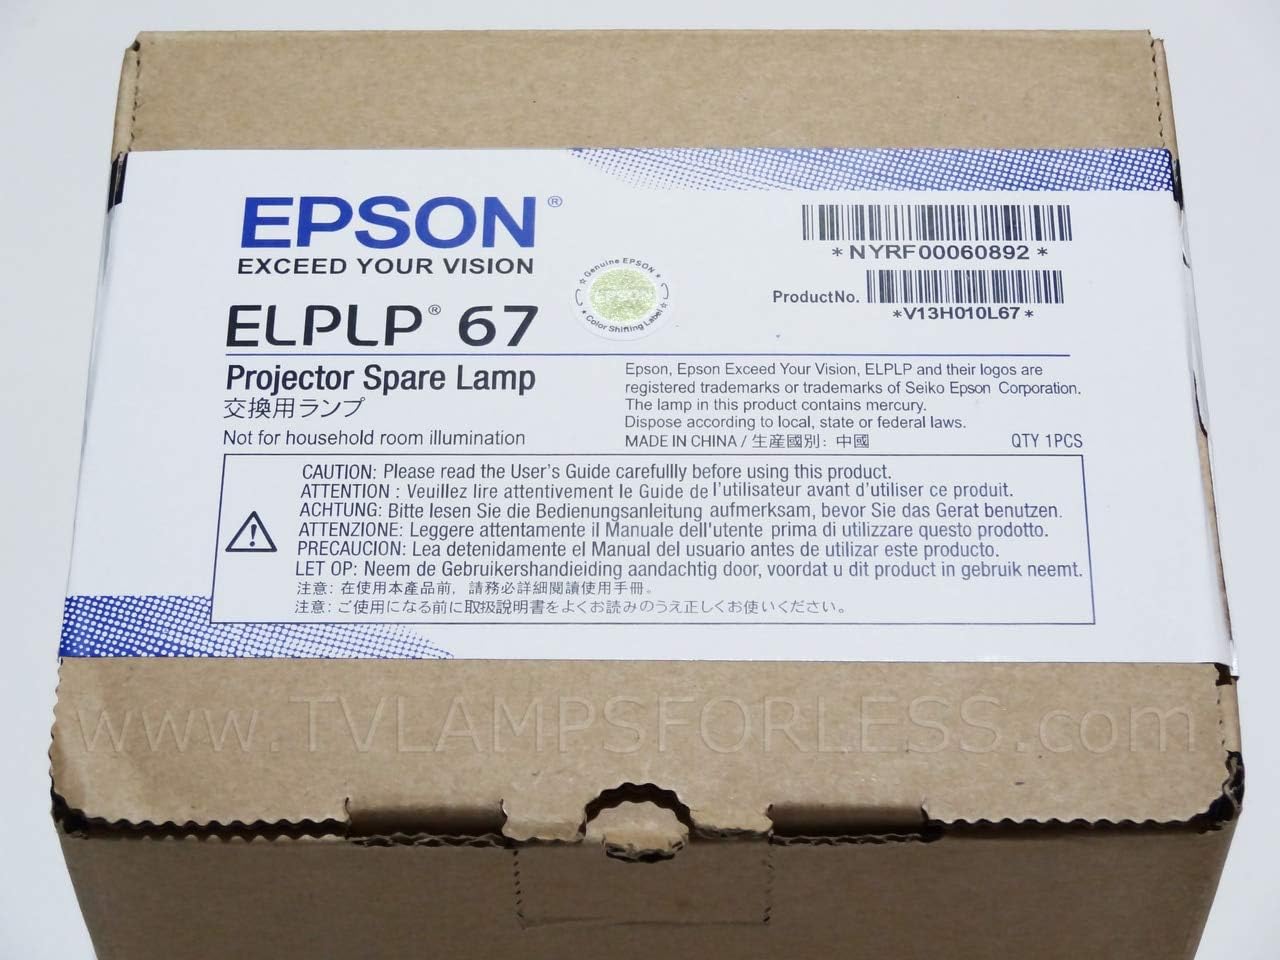 EPSON®
EXCEED YOUR VISION
ELPLP® 67
Projector Spare Lamp
交換用ランプ
Not for household room illumination
☆ Genuine EPSON ☆
☆ Color Shifting Label ☆
*NYRF00060892*
ProductNo.
*V13H010L67*
Epson, Epson Exceed Your Vision, ELPLP and their logos are
registered trademarks or trademarks of Seiko Epson Corporation.
The lamp in this product contains mercury.
Dispose according to local, state or federal laws.
MADE IN CHINA / 生産國別: 中國
QTY 1PCS
CAUTION: Please read the User's Guide carefullly before using this product.
ATTENTION : Veuillez lire attentivement le Guide de l'utilisateur avant d'utiliser ce produit.
ACHTUNG: Bitte lesen Sie die Bedienungsanleitung aufmerksam, bevor Sie das Gerat benutzen.
ATTENZIONE: Leggere attentamente il Manuale dell'utente prima di utilizzare questo prodotto.
PRECAUCION: Lea detenidamente el Manual del usuario antes de utilizar este producto.
LET OP: Neem de Gebruikershandieiding aandachtig door, voordat u dit product in gebruik neemt.
注意: 在使用本產品前, 請務必詳細閱讀使用手冊。
注意: ご使用になる前に取扱説明書をよくお読みのうえ正しくお使いください。
www.TVLAMPSFORLESS.com